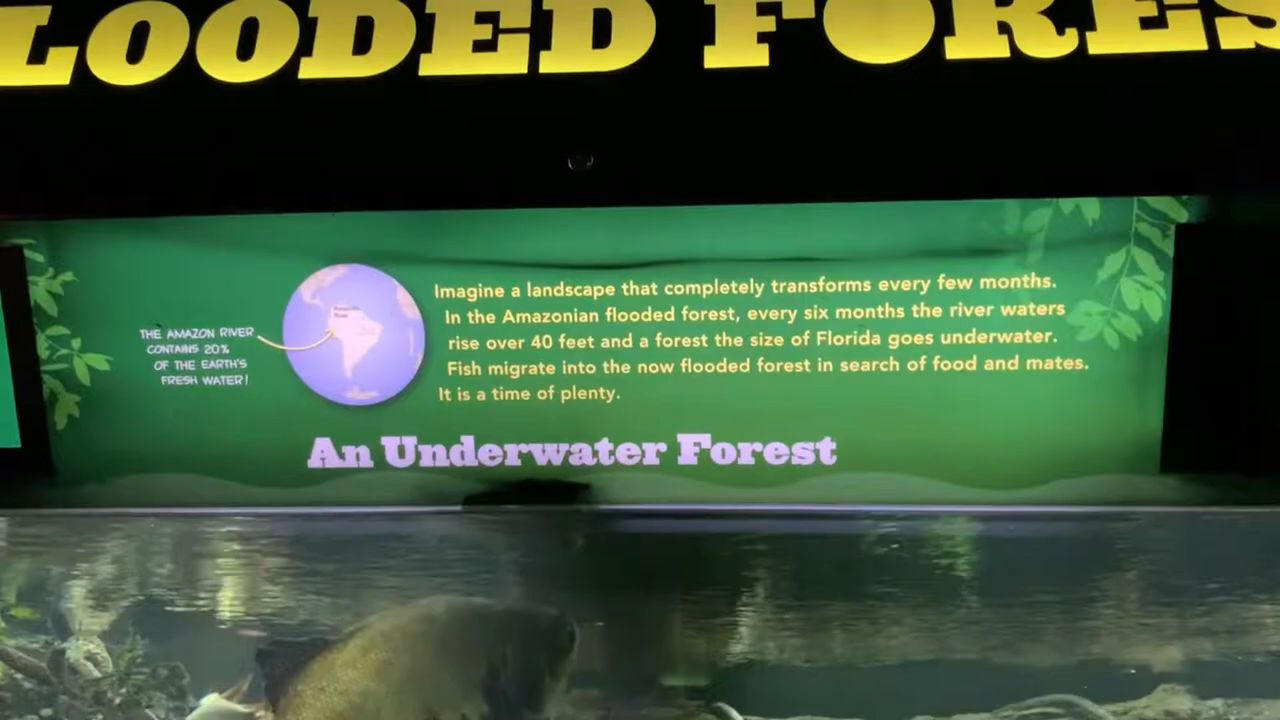 LOODED FORES
Imagine a landscape that completely transforms every few months.
In the Amazonian flooded forest, every six months the river waters
rise over 40 feet and a forest the size of Florida goes underwater.
Fish migrate into the now flooded forest in search of food and mates.
It is a time of plenty.
THE AMAZON RIVER
CONTAINS 20%
OF THE EARTH'S
FRESH WATER!
An Underwater Forest